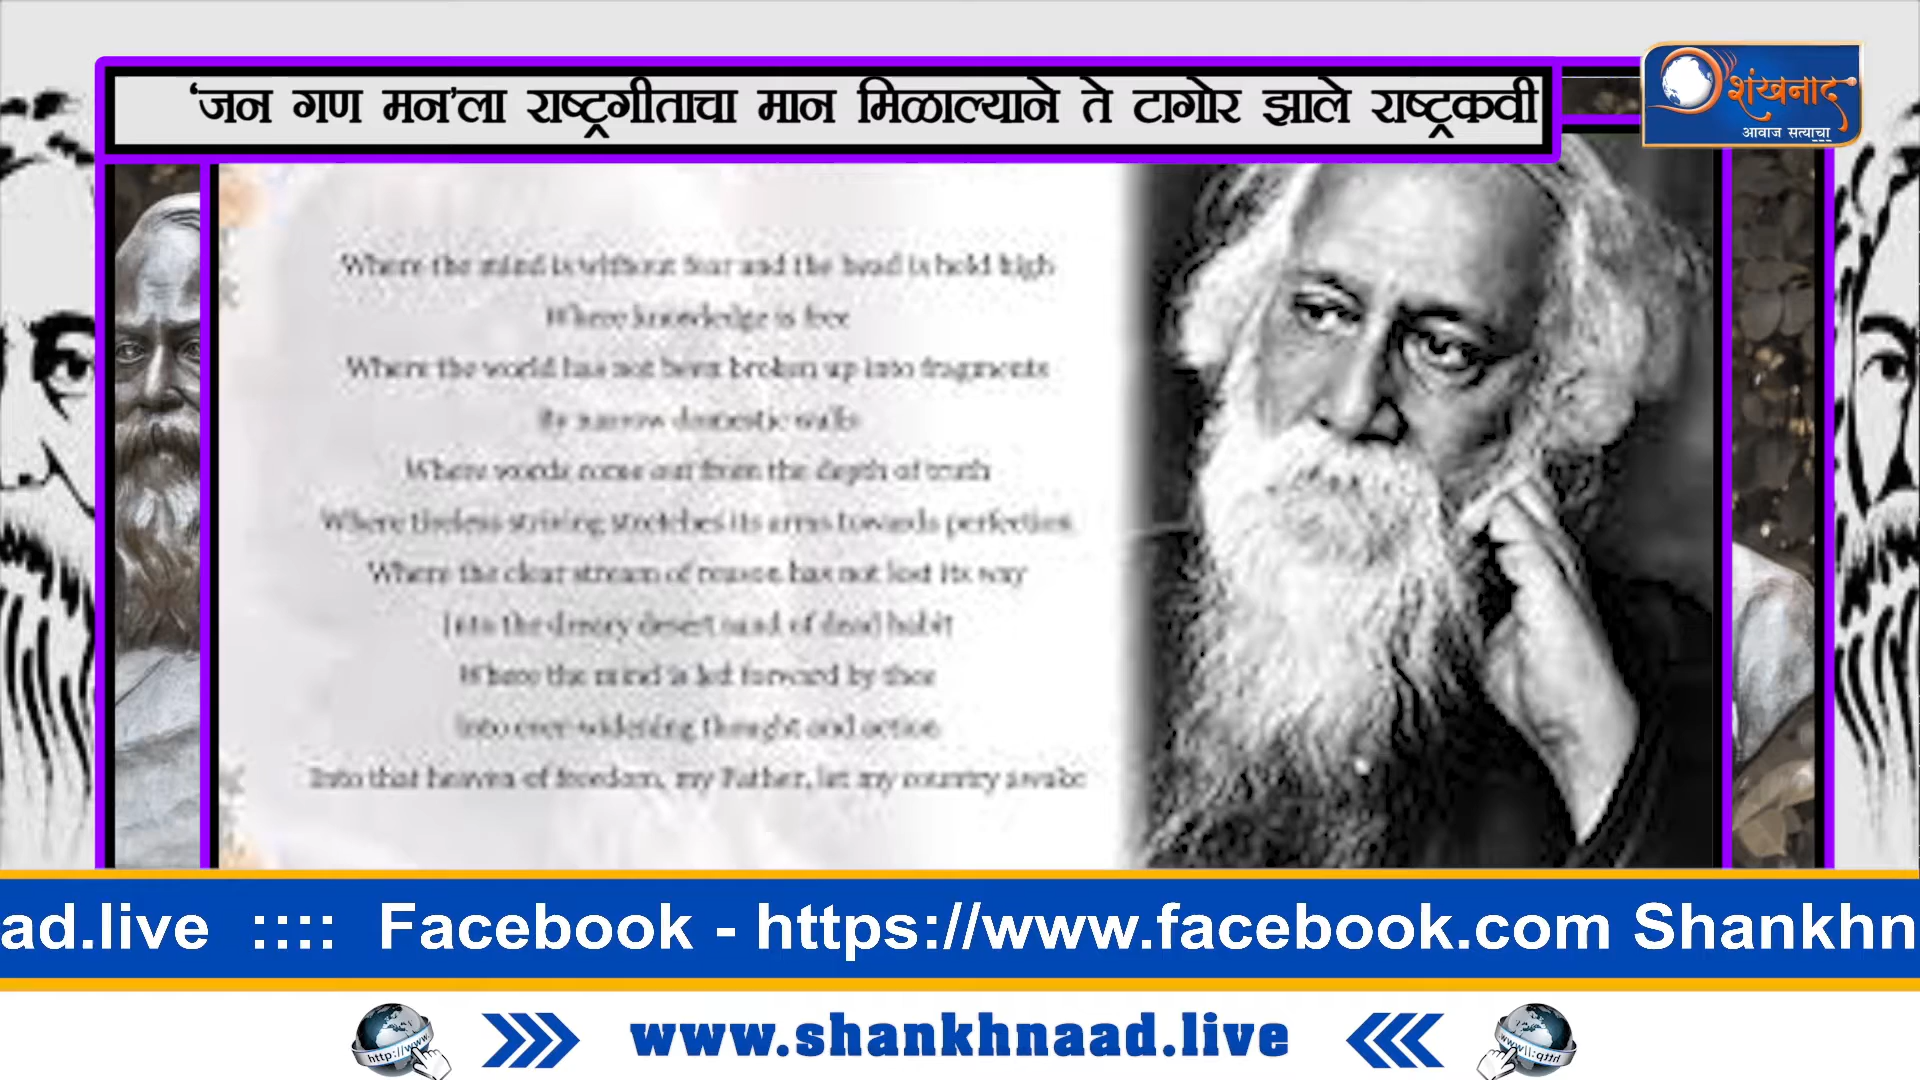 ‘जन गण मन’ला राष्ट्रगीताचा मान मिळाल्याने ते टागोर झाले राष्ट्रकवी
शंखनाद
आवाज सत्याचा
Where the mind is without fear and the head is held high
Where knowledge is free
Where the world has not been broken up into fragments
By narrow domestic walls
Where words come out from the depth of truth
Where tireless striving stretches its arms towards perfection
Where the clear stream of reason has not lost its way
Into the dreary desert sand of dead habit
Where the mind is led forward by thee
Into ever-widening thought and action
Into that heaven of freedom, my Father, let my country awake
ad.live :::: Facebook - https://www.facebook.com Shankhn
http://www. www.shankhnaad.live